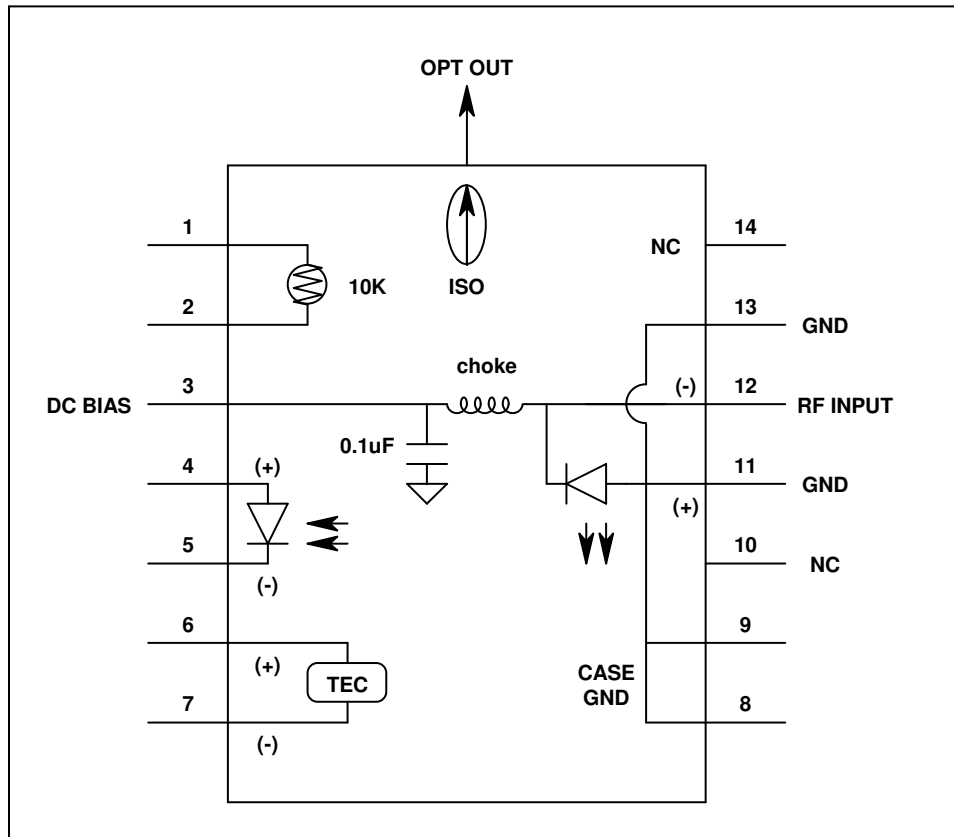 OPT OUT
1
14
NC
10K
ISO
2
13
GND
choke
3
(-)
12
DC BIAS
RF INPUT
0.1uF
4
(+)
11
GND
(+)
5
10
(-)
NC
6
9
(+)
TEC
CASE
GND
7
8
(-)